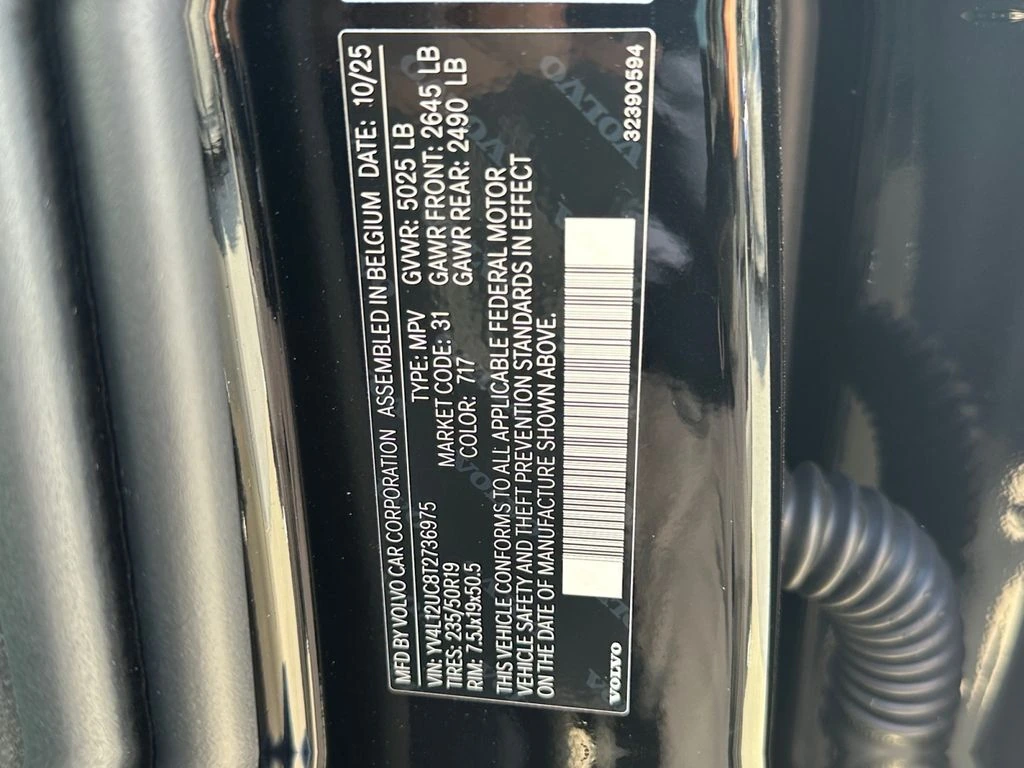 MFD BY VOLVO CAR CORPORATION ASSEMBLED IN BELGIUM DATE: 10/25
VIN: YV4L12UC8T2736975 TYPE: MPV GVWR: 5025 LB
TIRES: 235/50R19 MARKET CODE: 31 GAWR FRONT: 2645 LB
RIM: 7.5Jx19x50.5 COLOR: 717 GAWR REAR: 2490 LB
THIS VEHICLE CONFORMS TO ALL APPLICABLE FEDERAL MOTOR
VEHICLE SAFETY AND THEFT PREVENTION STANDARDS IN EFFECT
ON THE DATE OF MANUFACTURE SHOWN ABOVE.
VOLVO 32390594